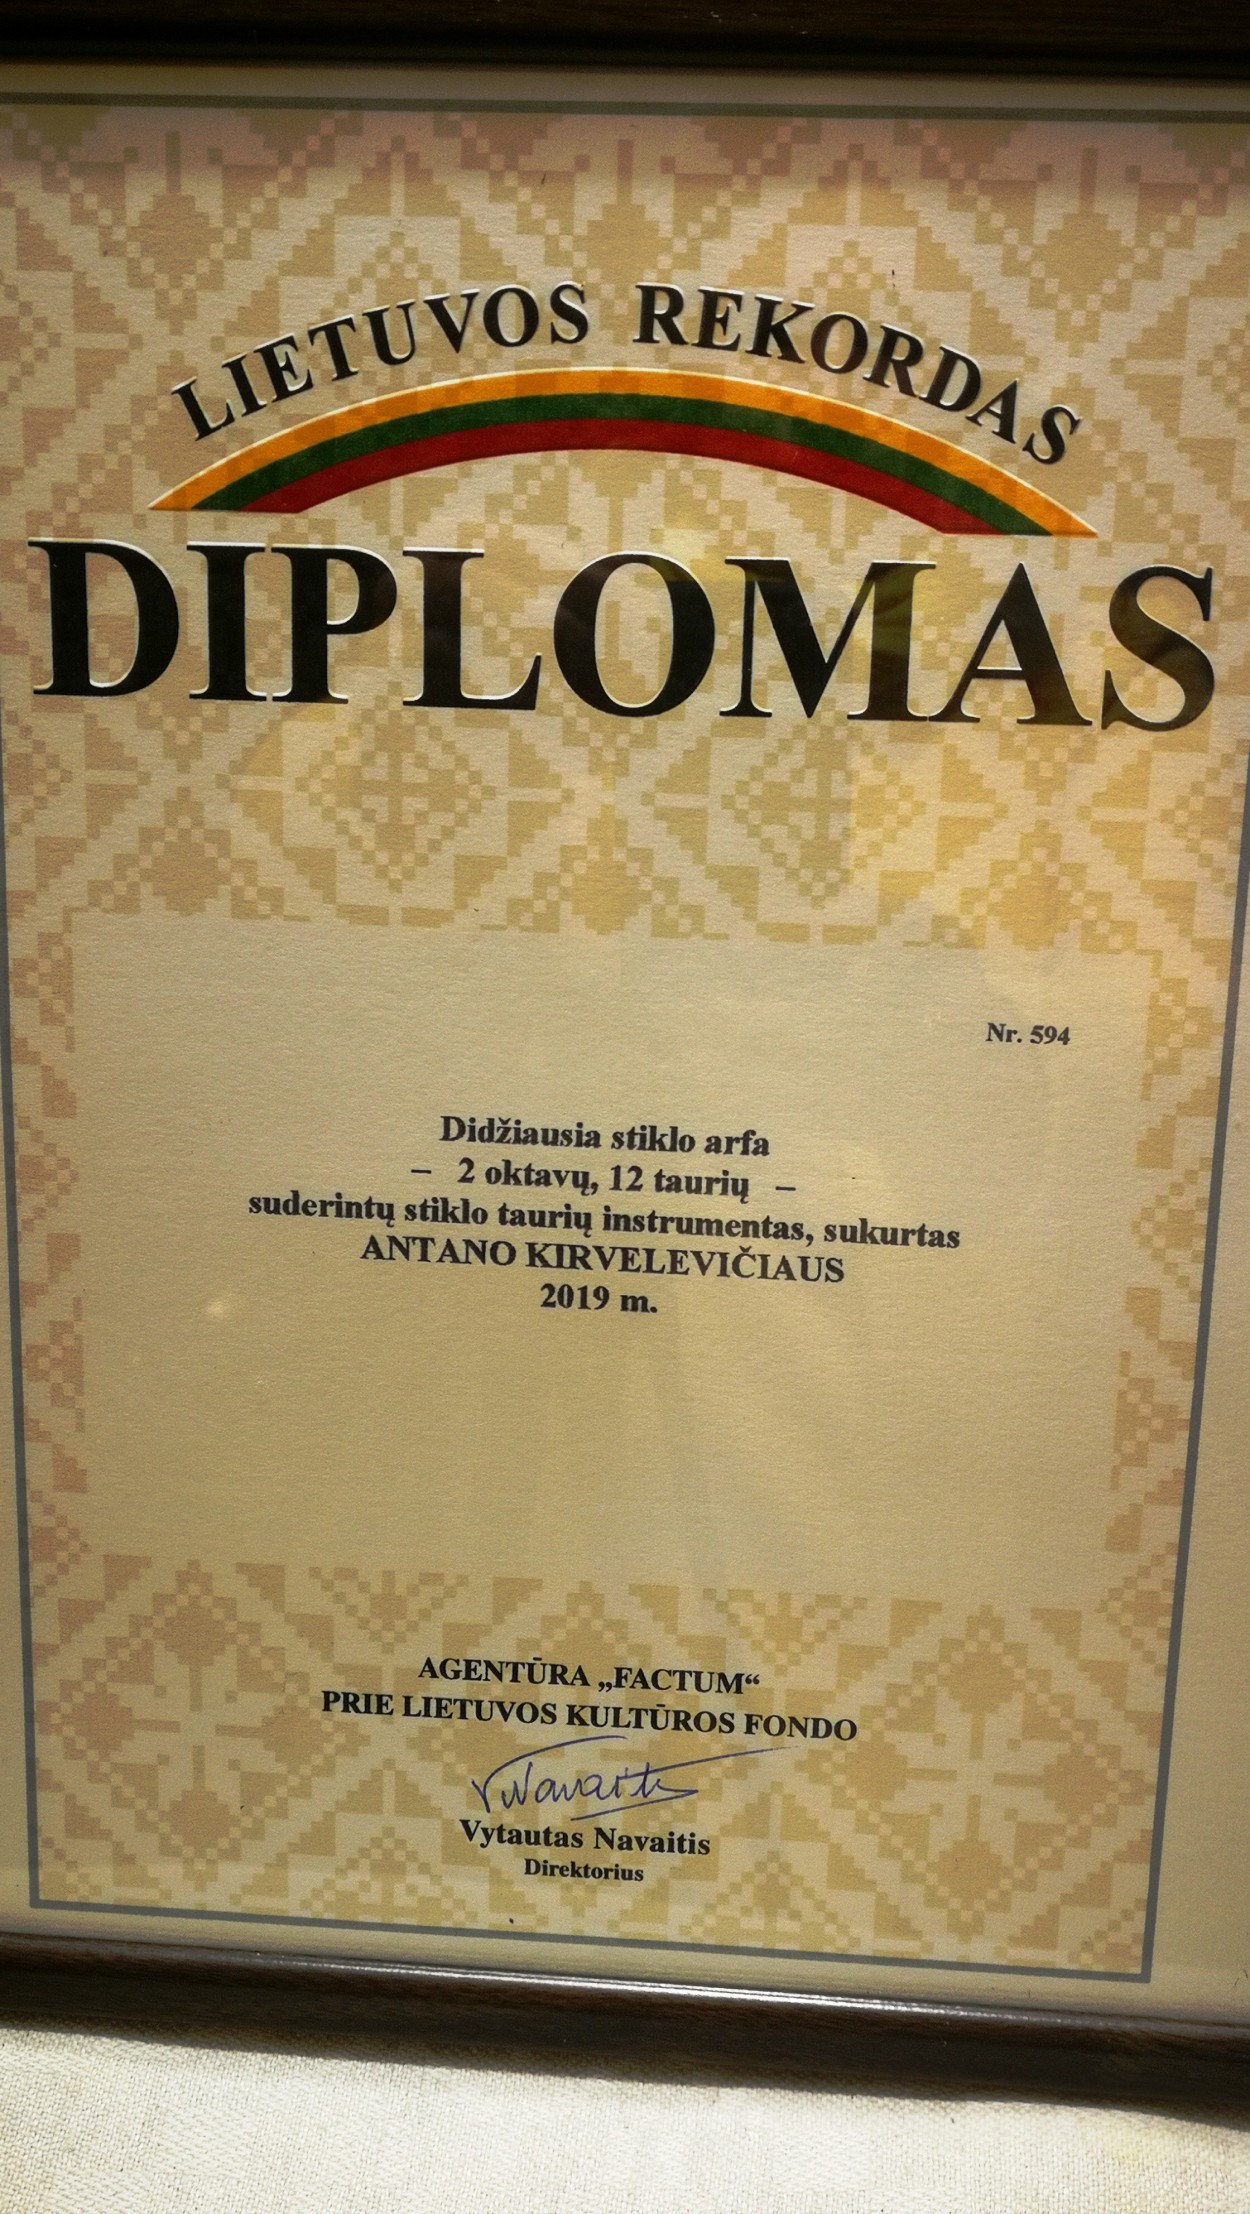 LIETUVOS REKORDAS
DIPLOMAS
Nr. 594
Didžiausia stiklo arfa
– 2 oktavų, 12 taurių –
suderintų stiklo taurių instrumentas, sukurtas
ANTANO KIRVELEVIČIAUS
2019 m.
AGENTŪRA „FACTUM“
PRIE LIETUVOS KULTŪROS FONDO
VNavaitis
Vytautas Navaitis
Direktorius